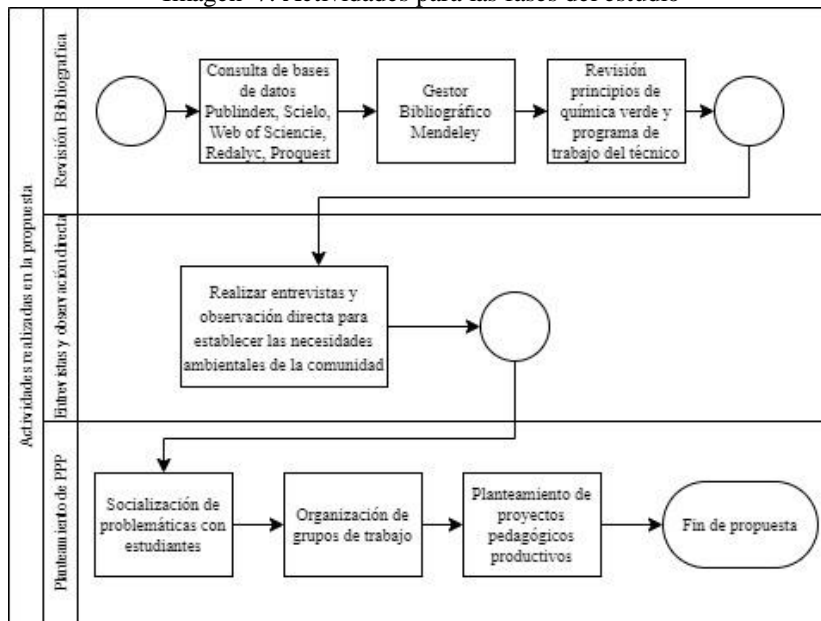 Imagen 7. Actividades para las fases del estudio
Actividades realizadas en la propuesta
Revisión Bibliografica
Consulta de bases
de datos
Publindex, Scielo,
Web of Sciencie,
Redalyc, Proquest
Gestor
Bibliográfico
Mendeley
Revisión
principios de
química verde y
programa de
trabajo del técnico
Entrevistas y observación directa
Realizar entrevistas y
observación directa para
establecer las necesidades
ambientales de la comunidad
Planteamiento de PPP
Socialización de
problemáticas con
estudiantes
Organización de
grupos de trabajo
Planteamiento de
proyectos
pedagógicos
productivos
Fin de propuesta